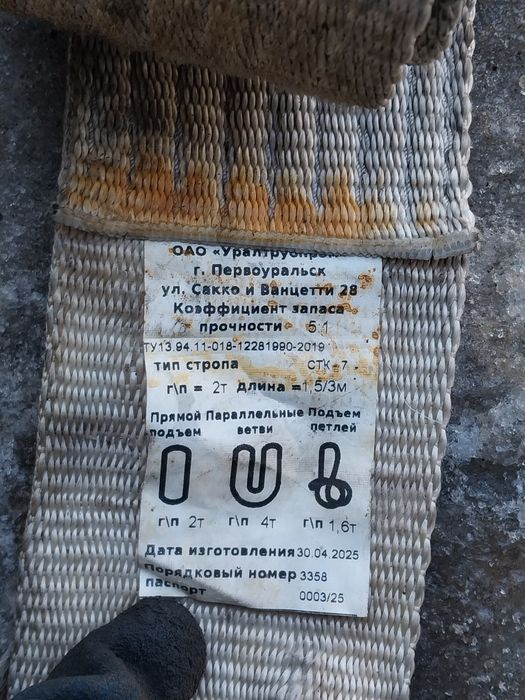 ОАО «Уралтрубпром»
г. Первоуральск
ул. Сакко и Ванцетти 28
Коэффициент запаса
прочности 5:1
ТУ13.94.11-018-12281990-2019
тип стропа СТК - 7
г\п = 2т длина =1,5/3м
Прямой Параллельные Подъем
подъем ветви петлей
г\п 2т г\п 4т г\п 1,6т
Дата изготовления 30.04.2025
Порядковый номер 3358
паспорт 0003/25